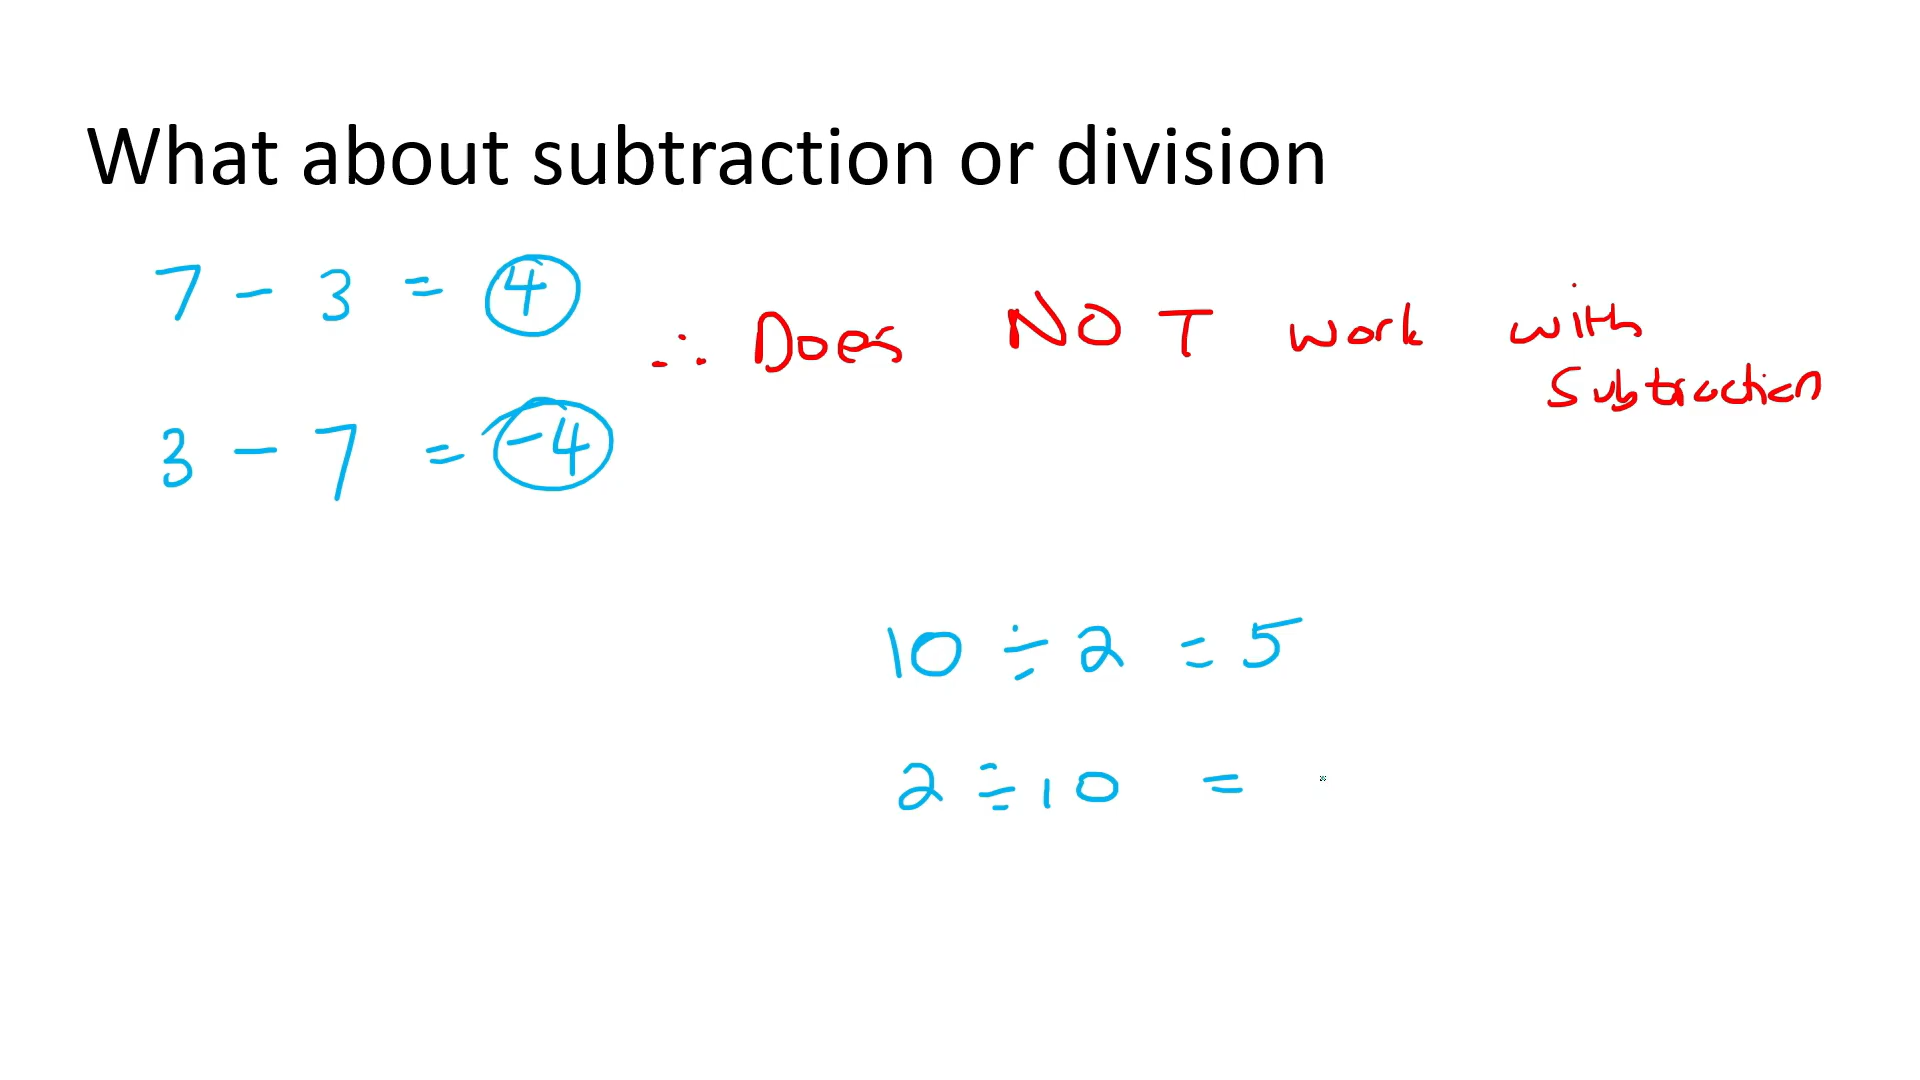 What about subtraction or division
7 - 3 = 4
∴ Does NOT work with
subtraction
3 - 7 = -4
10 ÷ 2 = 5
2 ÷ 10 =